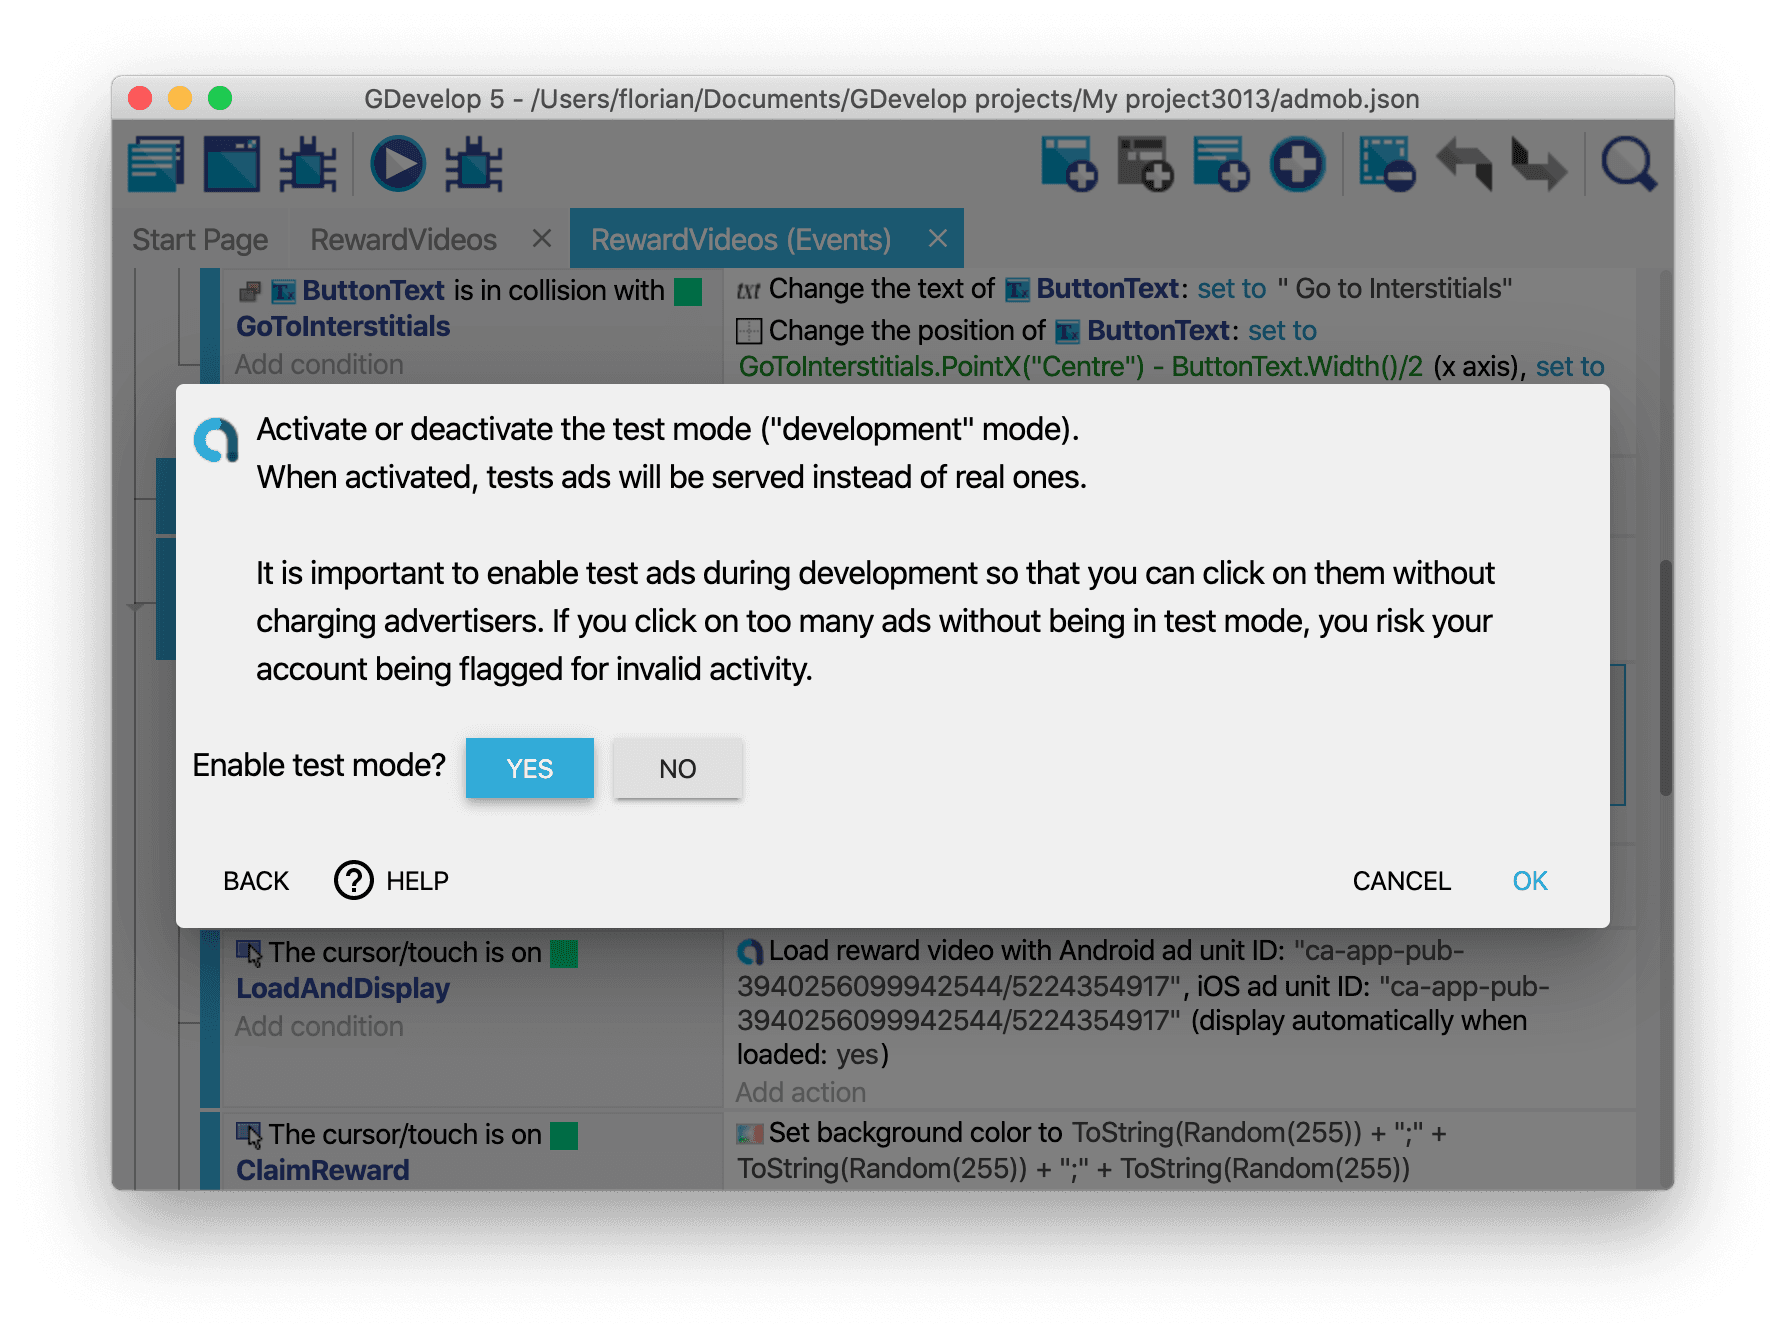 GDevelop 5 - /Users/florian/Documents/GDevelop projects/My project3013/admob.json
Start Page
RewardVideos
RewardVideos (Events)
ButtonText is in collision with
GoToInterstitials
Add condition
txt Change the text of ButtonText: set to " Go to Interstitials"
Change the position of ButtonText: set to
GoToInterstitials.PointX("Centre") - ButtonText.Width()/2 (x axis), set to
Activate or deactivate the test mode ("development" mode).
When activated, tests ads will be served instead of real ones.
It is important to enable test ads during development so that you can click on them without
charging advertisers. If you click on too many ads without being in test mode, you risk your
account being flagged for invalid activity.
Enable test mode? YES NO
BACK HELP CANCEL OK
The cursor/touch is on
LoadAndDisplay
Add condition
Load reward video with Android ad unit ID: "ca-app-pub-
3940256099942544/5224354917", iOS ad unit ID: "ca-app-pub-
3940256099942544/5224354917" (display automatically when
loaded: yes)
Add action
The cursor/touch is on
ClaimReward
Set background color to ToString(Random(255)) + ";" +
ToString(Random(255)) + ";" + ToString(Random(255))